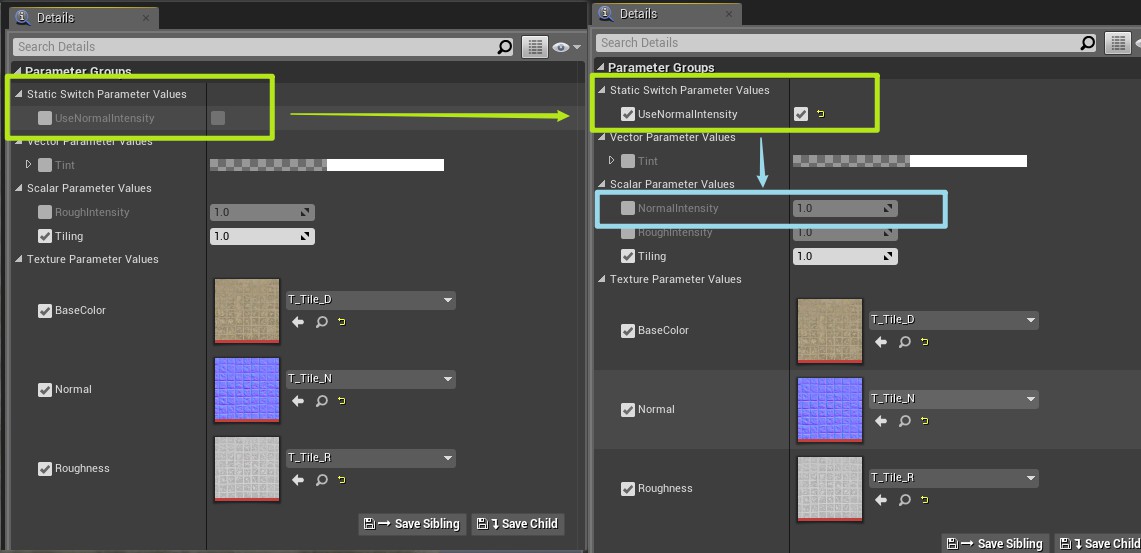 Details
Search Details
Parameter Groups
Static Switch Parameter Values
UseNormalIntensity
Vector Parameter Values
Tint
Scalar Parameter Values
RoughIntensity
1.0
Tiling
1.0
Texture Parameter Values
BaseColor
T_Tile_D
Normal
T_Tile_N
Roughness
T_Tile_R
Save Sibling
Save Child
Details
Search Details
Parameter Groups
Static Switch Parameter Values
UseNormalIntensity
Vector Parameter Values
Tint
Scalar Parameter Values
NormalIntensity
1.0
RoughIntensity
1.0
Tiling
1.0
Texture Parameter Values
BaseColor
T_Tile_D
Normal
T_Tile_N
Roughness
T_Tile_R
Save Sibling
Save Child